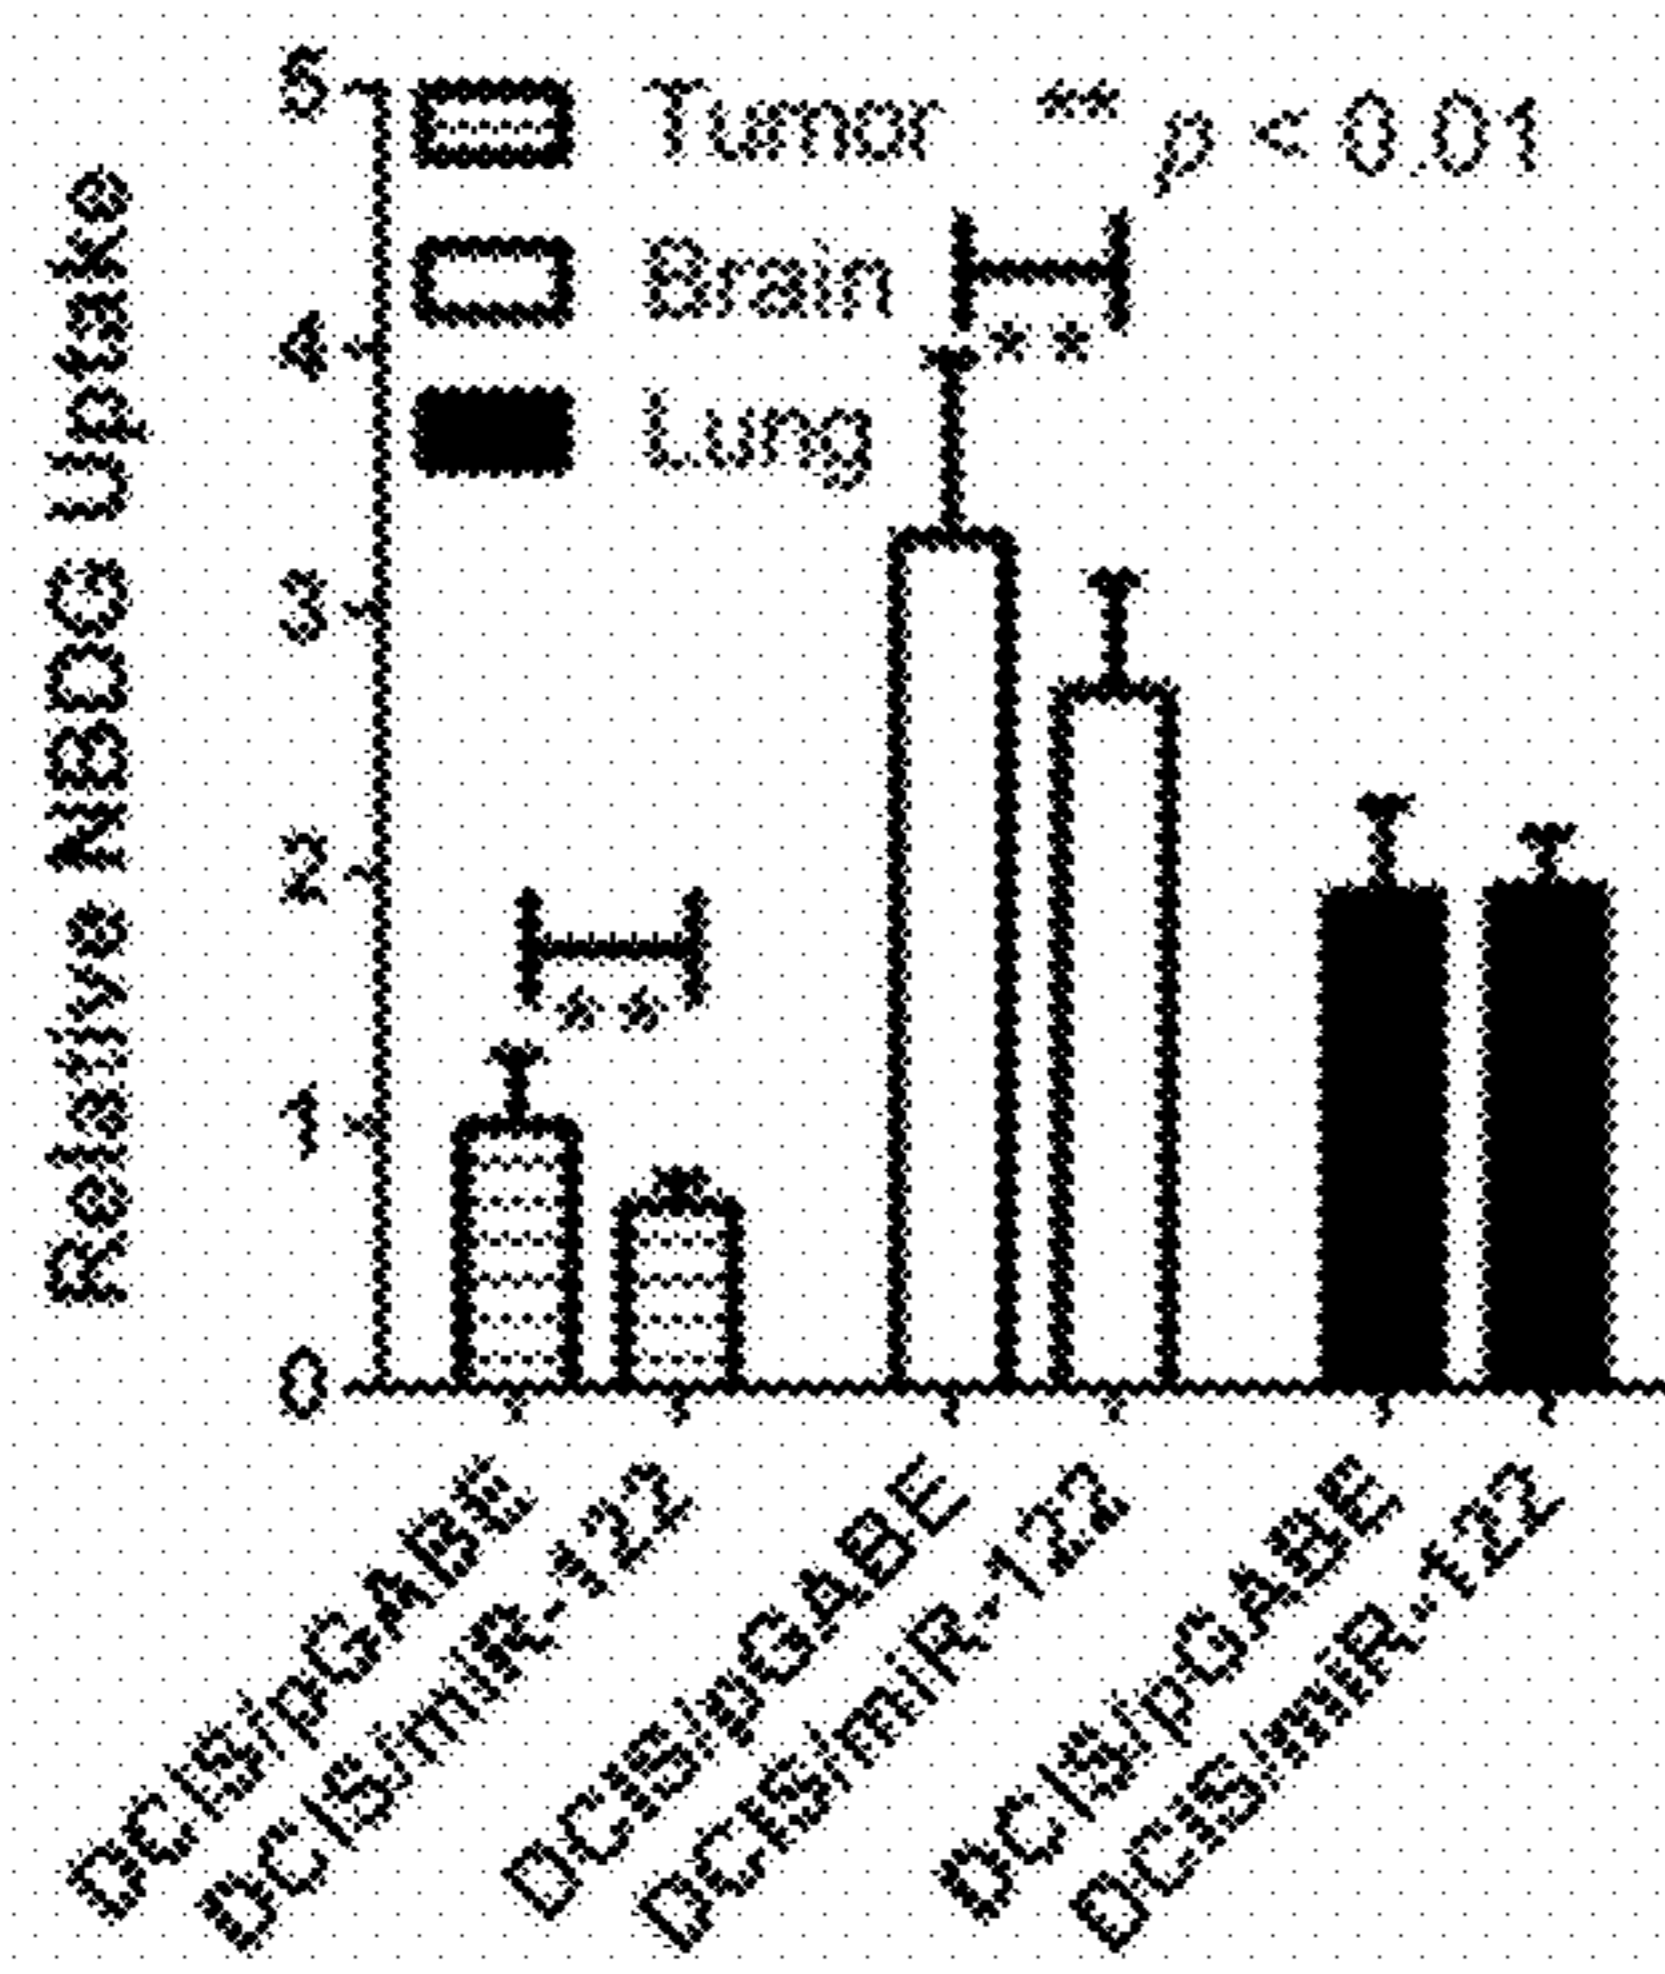 Relative NBDG Uptake
5
4
3
2
1
0
Tumor
Brain
Lung
** p < 0.01
**
**
DCIS/pGABE
DCIS/miR-122
DCIS/pGABE
DCIS/miR-122
DCIS/pGABE
DCIS/miR-122